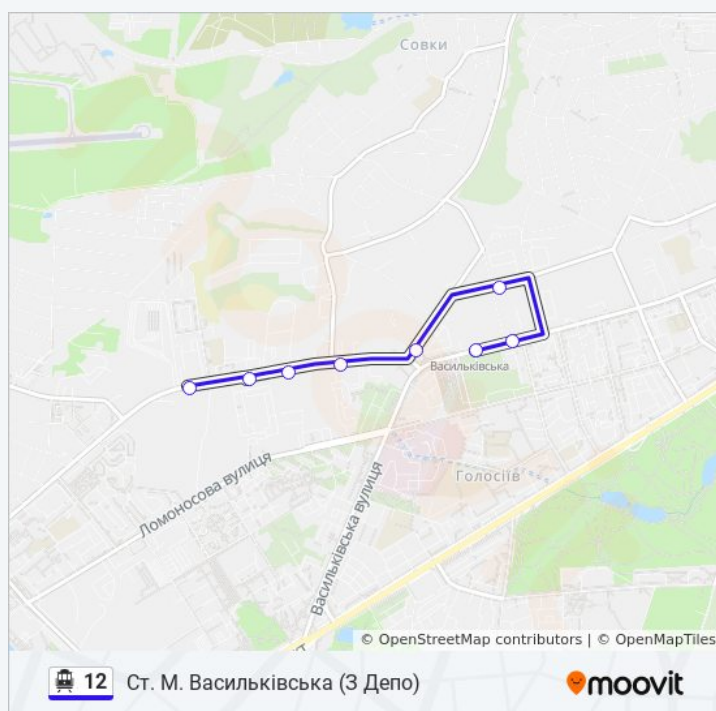 Совки
Васильківська
Голосіїв
Ломоносова вулиця
Васильківська вулиця
© OpenStreetMap contributors | © OpenMapTiles
12 Ст. М. Васильківська (З Депо)
moovit